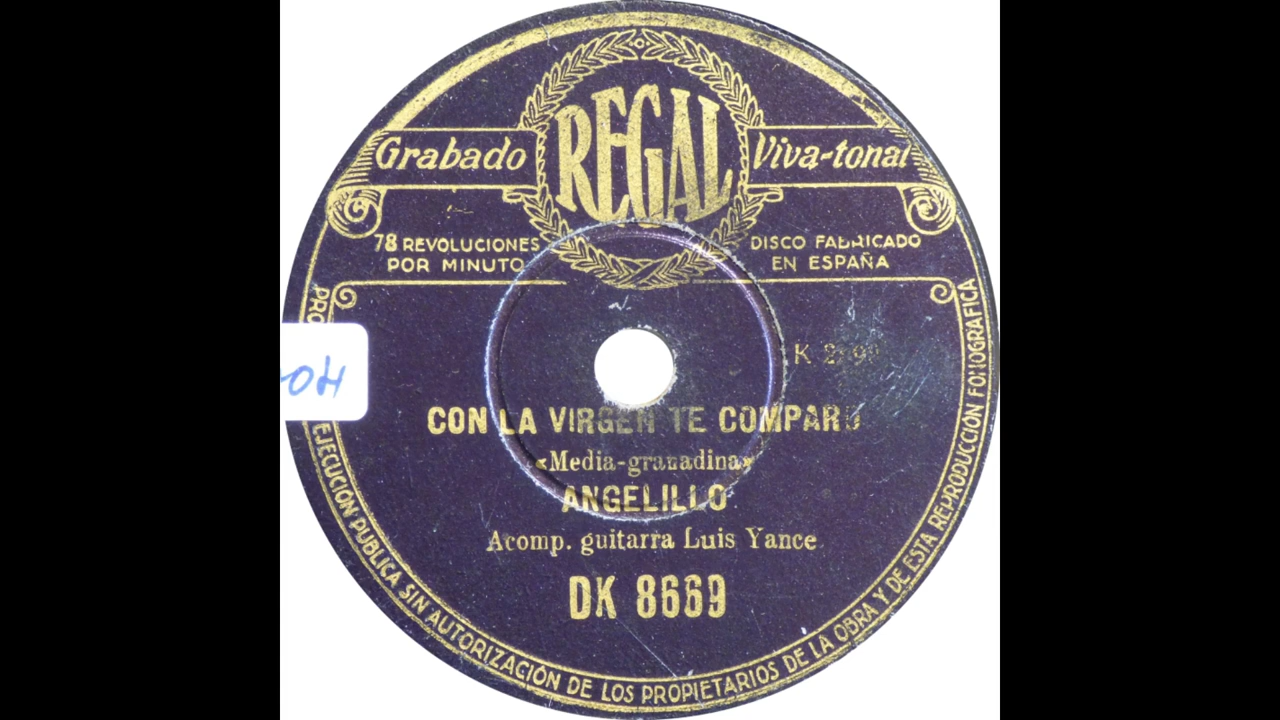 REGAL
Grabado Viva-tonal
78 REVOLUCIONES POR MINUTO
DISCO FABRICADO EN ESPAÑA
K
CON LA VIRGEN TE COMPARO
«Media-granadina»
ANGELILLO
Acomp. guitarra Luis Yance
DK 8669
EJECUCIÓN PUBLICA SIN AUTORIZACIÓN DE LOS PROPIETARIOS DE LA OBRA Y DE ESTA REPRODUCCIÓN FONOGRAFICA